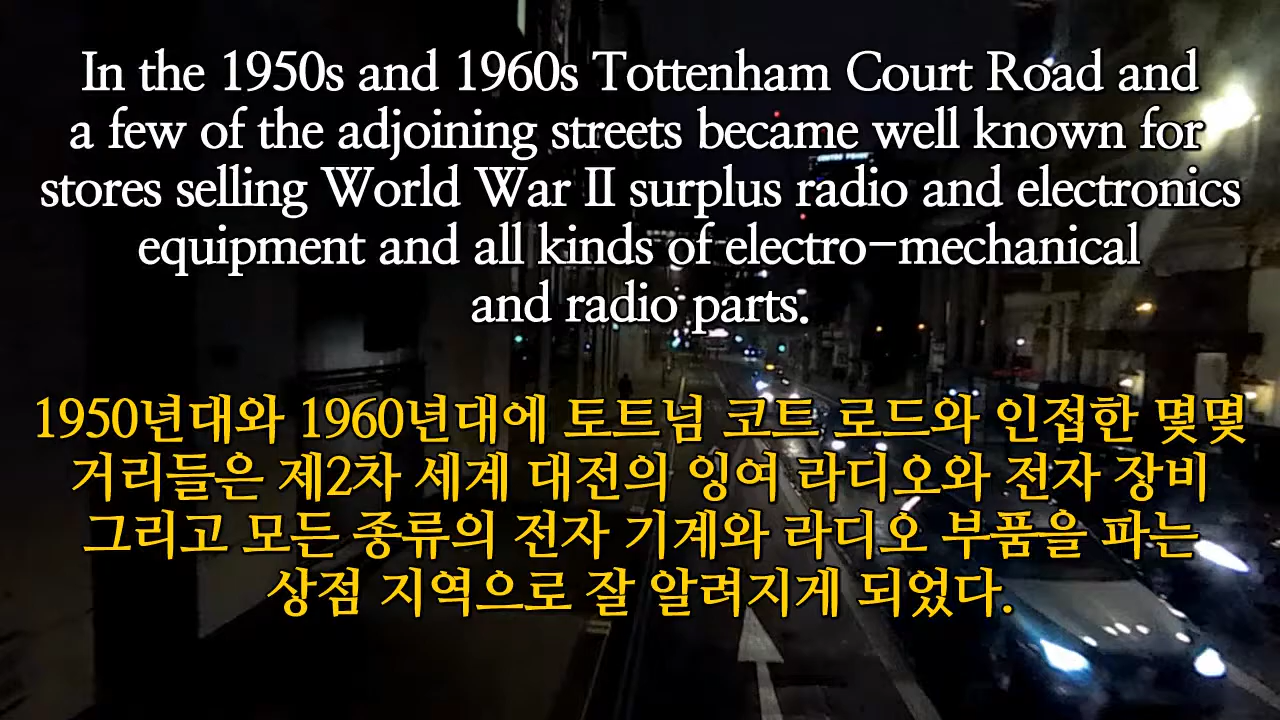 In the 1950s and 1960s Tottenham Court Road and
a few of the adjoining streets became well known for
stores selling World War II surplus radio and electronics
equipment and all kinds of electro-mechanical
and radio parts.
1950년대와 1960년대에 토트넘 코트 로드와 인접한 몇몇
거리들은 제2차 세계 대전의 잉여 라디오와 전자 장비
그리고 모든 종류의 전자 기계와 라디오 부품을 파는
상점 지역으로 잘 알려지게 되었다.